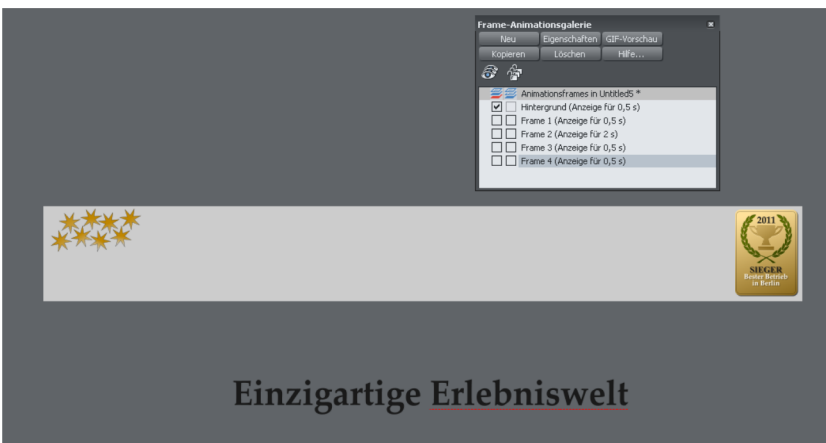 Frame-Animationsgalerie
Neu Eigenschaften GIF-Vorschau
Kopieren Löschen Hilfe...
Animationsframes in Untitled5 *
Hintergrund (Anzeige für 0,5 s)
Frame 1 (Anzeige für 0,5 s)
Frame 2 (Anzeige für 2 s)
Frame 3 (Anzeige für 0,5 s)
Frame 4 (Anzeige für 0,5 s)
2011
SIEGER
Bester Betrieb
in Berlin
Einzigartige Erlebniswelt